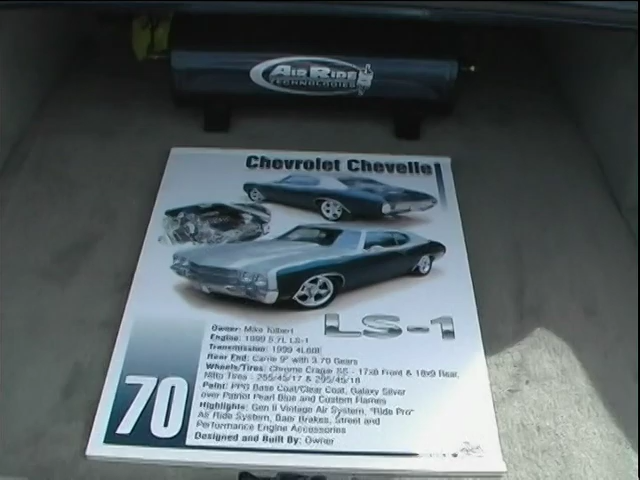 Air Ride
TECHNOLOGIES
Chevrolet Chevelle
LS-1
Owner: Mike Tolbert
Engine: 1999 5.7L LS-1
Transmission: 1999 4L60E
Rear End: Currie 9" with 3.70 Gears
Wheels/Tires: Chrome Cragar SS - 17x8 Front & 18x9 Rear,
Nitto Tires - 255/45/17 & 295/45/18
Paint: PPG Base Coat/Clear Coat, Galaxy Silver
over Patriot Pearl Blue and Custom Flames
Highlights: Gen II Vintage Air System, "Ride Pro"
Air Ride System, Baer Brakes, Street and
Performance Engine Accessories
Designed and Built By: Owner
70